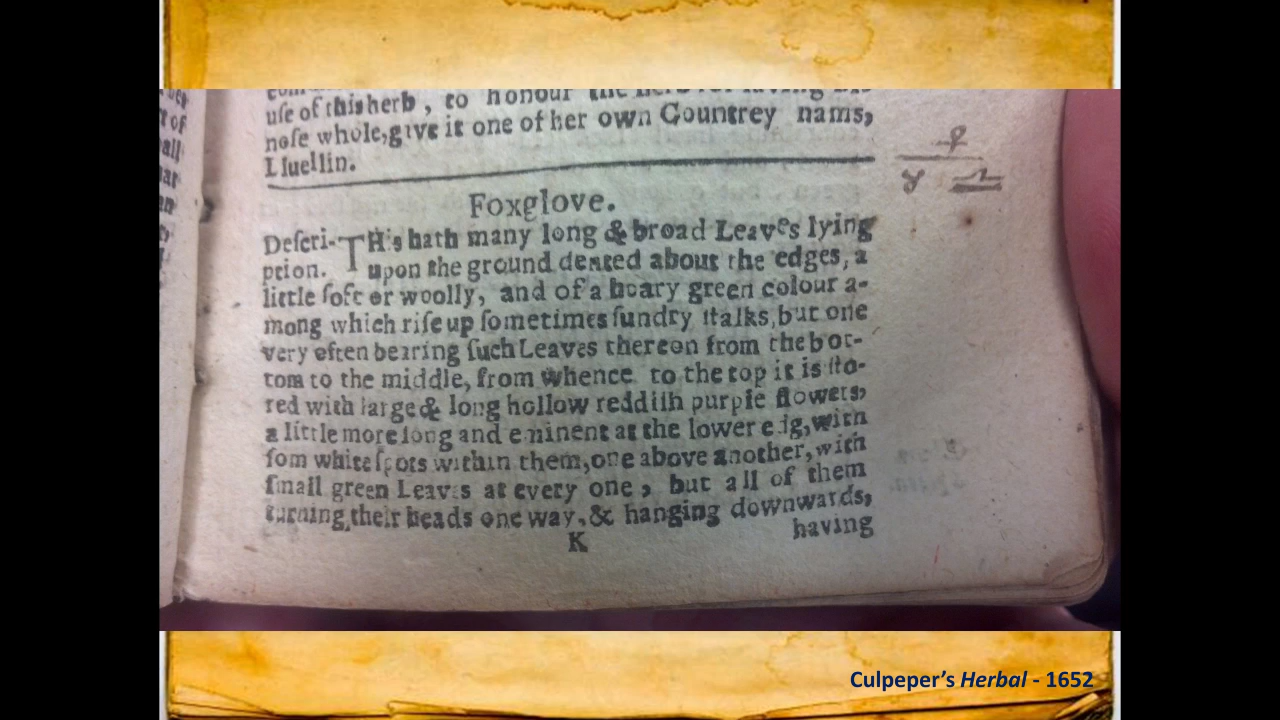 uſe of thisherb , to honour the
noſe whole,give it one of her own Gountrey nams,
Lluellin.
Foxglove.
Deſcri- THis hath many long & broad Leaves lying
ption. upon the ground dented about the edges, a
little ſoft or woolly, and of a hoary green colour a-
mong which riſe up ſometimes ſundry ſtalks,but one
very often bearing ſuch Leaves thereon from the bot-
tom to the middle, from whence to the top it is ſto-
red with large & long hollow reddiſh purple flowers,
a little more long and eminent at the lower edg,with
ſom white ſpots within them,one above another,with
ſmall green Leaves at every one , but all of them
turning their heads one way, & hanging downwards,
K having
Culpeper’s Herbal - 1652